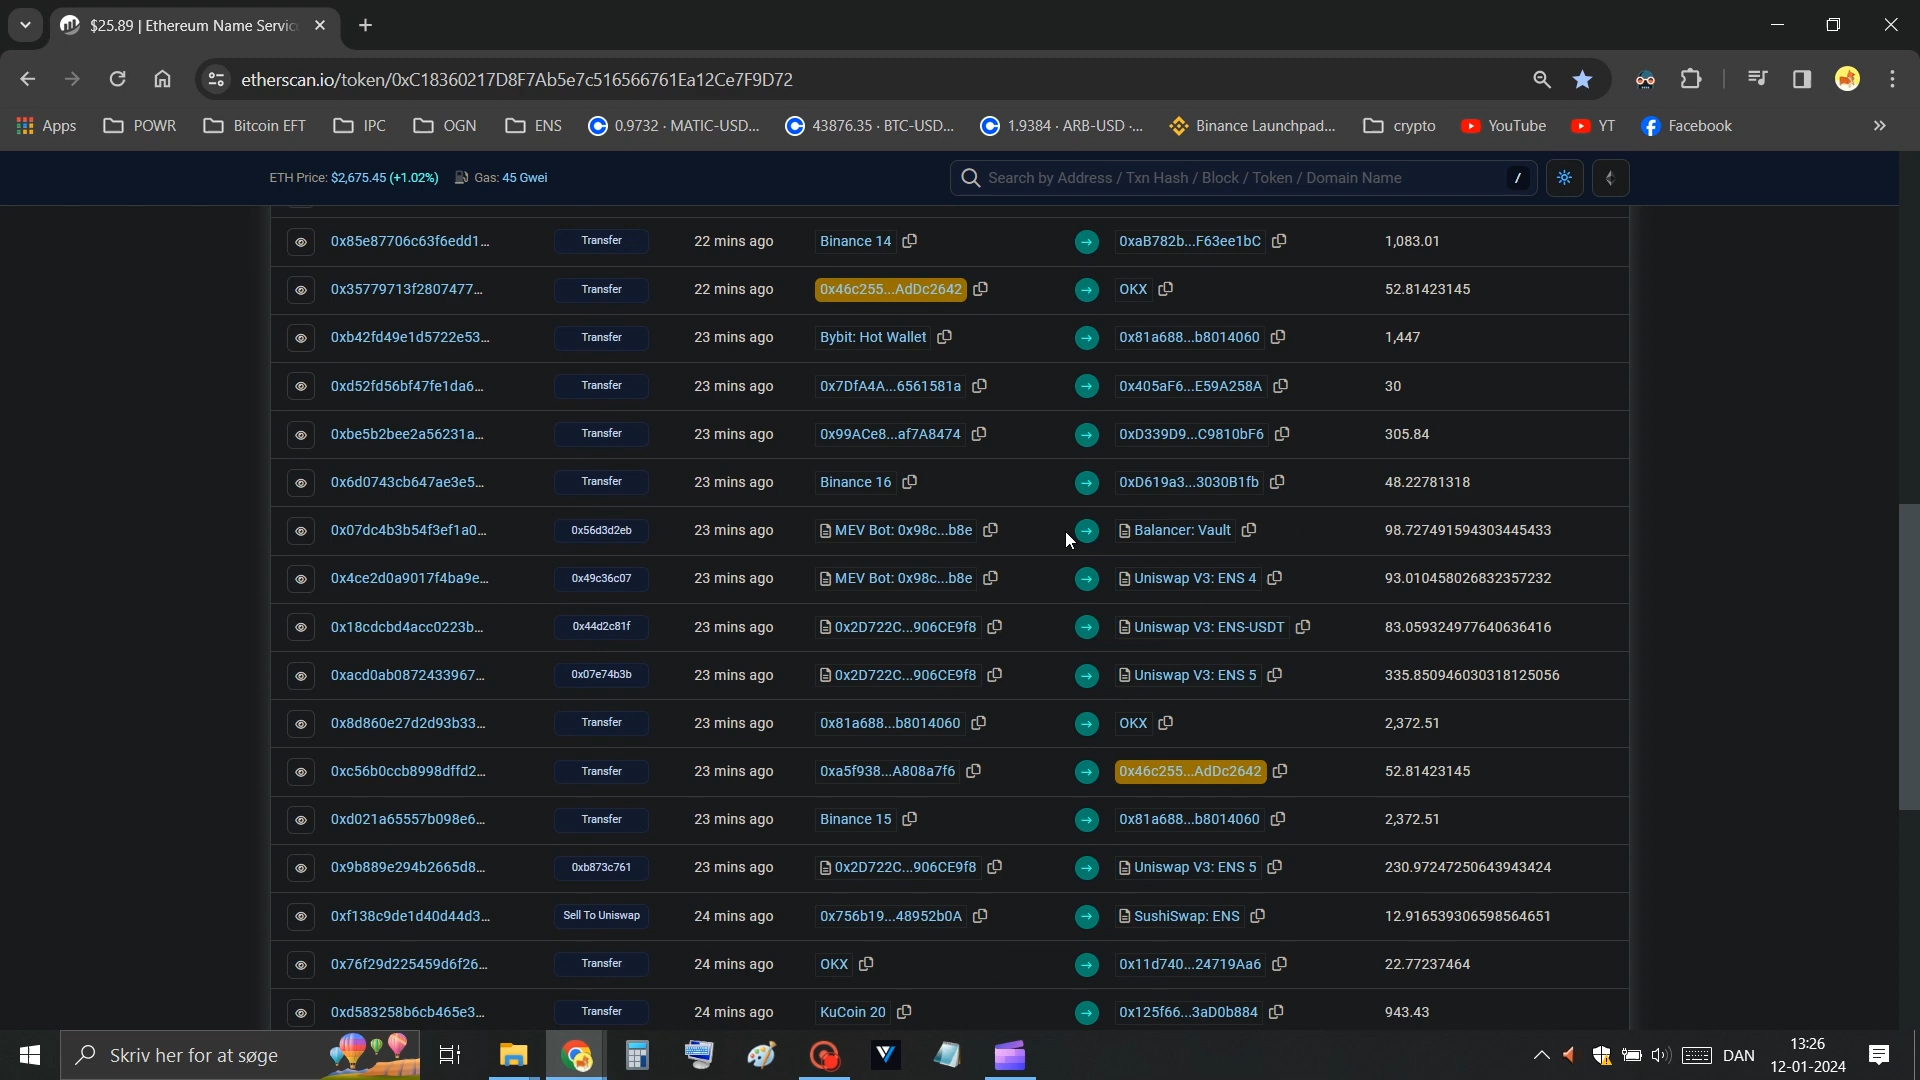 $25.89 | Ethereum Name Servic
etherscan.io/token/0xC18360217D8F7Ab5e7c516566761Ea12Ce7F9D72
Apps POWR Bitcoin EFT IPC OGN ENS 0.9732 · MATIC-USD... 43876.35 · BTC-USD... 1.9384 · ARB-USD ·... Binance Launchpad... crypto YouTube YT Facebook »
ETH Price: $2,675.45 (+1.02%) Gas: 45 Gwei Search by Address / Txn Hash / Block / Token / Domain Name /
0x85e87706c63f6edd1... Transfer 22 mins ago Binance 14 0xaB782b...F63ee1bC 1,083.01
0x35779713f2807477... Transfer 22 mins ago 0x46c255...AdDc2642 OKX 52.81423145
0xb42fd49e1d5722e53... Transfer 23 mins ago Bybit: Hot Wallet 0x81a688...b8014060 1,447
0xd52fd56bf47fe1da6... Transfer 23 mins ago 0x7DfA4A...6561581a 0x405aF6...E59A258A 30
0xbe5b2bee2a56231a... Transfer 23 mins ago 0x99ACe8...af7A8474 0xD339D9...C9810bF6 305.84
0x6d0743cb647ae3e5... Transfer 23 mins ago Binance 16 0xD619a3...3030B1fb 48.22781318
0x07dc4b3b54f3ef1a0... 0x56d3d2eb 23 mins ago MEV Bot: 0x98c...b8e Balancer: Vault 98.727491594303445433
0x4ce2d0a9017f4ba9e... 0x49c36c07 23 mins ago MEV Bot: 0x98c...b8e Uniswap V3: ENS 4 93.010458026832357232
0x18cdcbd4acc0223b... 0x44d2c81f 23 mins ago 0x2D722C...906CE9f8 Uniswap V3: ENS-USDT 83.059324977640636416
0xacd0ab0872433967... 0x07e74b3b 23 mins ago 0x2D722C...906CE9f8 Uniswap V3: ENS 5 335.850946030318125056
0x8d860e27d2d93b33... Transfer 23 mins ago 0x81a688...b8014060 OKX 2,372.51
0xc56b0ccb8998dffd2... Transfer 23 mins ago 0xa5f938...A808a7f6 0x46c255...AdDc2642 52.81423145
0xd021a65557b098e6... Transfer 23 mins ago Binance 15 0x81a688...b8014060 2,372.51
0x9b889e294b2665d8... 0xb873c761 23 mins ago 0x2D722C...906CE9f8 Uniswap V3: ENS 5 230.97247250643943424
0xf138c9de1d40d44d3... Sell To Uniswap 24 mins ago 0x756b19...48952b0A SushiSwap: ENS 12.916539306598564651
0x76f29d225459d6f26... Transfer 24 mins ago OKX 0x11d740...24719Aa6 22.77237464
0xd583258b6cb465e3... Transfer 24 mins ago KuCoin 20 0x125f66...3aD0b884 943.43
Skriv her for at søge DAN 13:26
12-01-2024